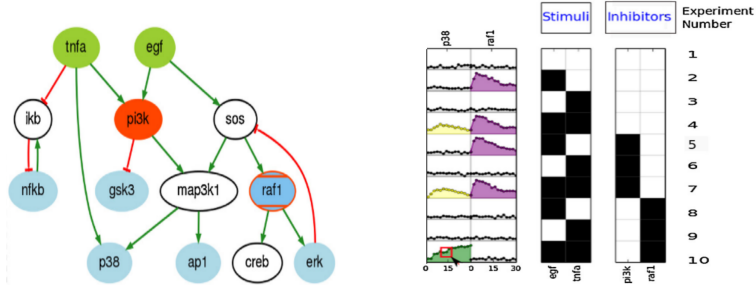 tnfa
egf
ikb
pi3k
sos
nfkb
gsk3
map3k1
raf1
p38
ap1
creb
erk
Stimuli
Inhibitors
Experiment
Number
p38
raf1
1
2
3
4
5
6
7
8
9
10
0
15
0
15
30
egf
tnfa
pi3k
raf1